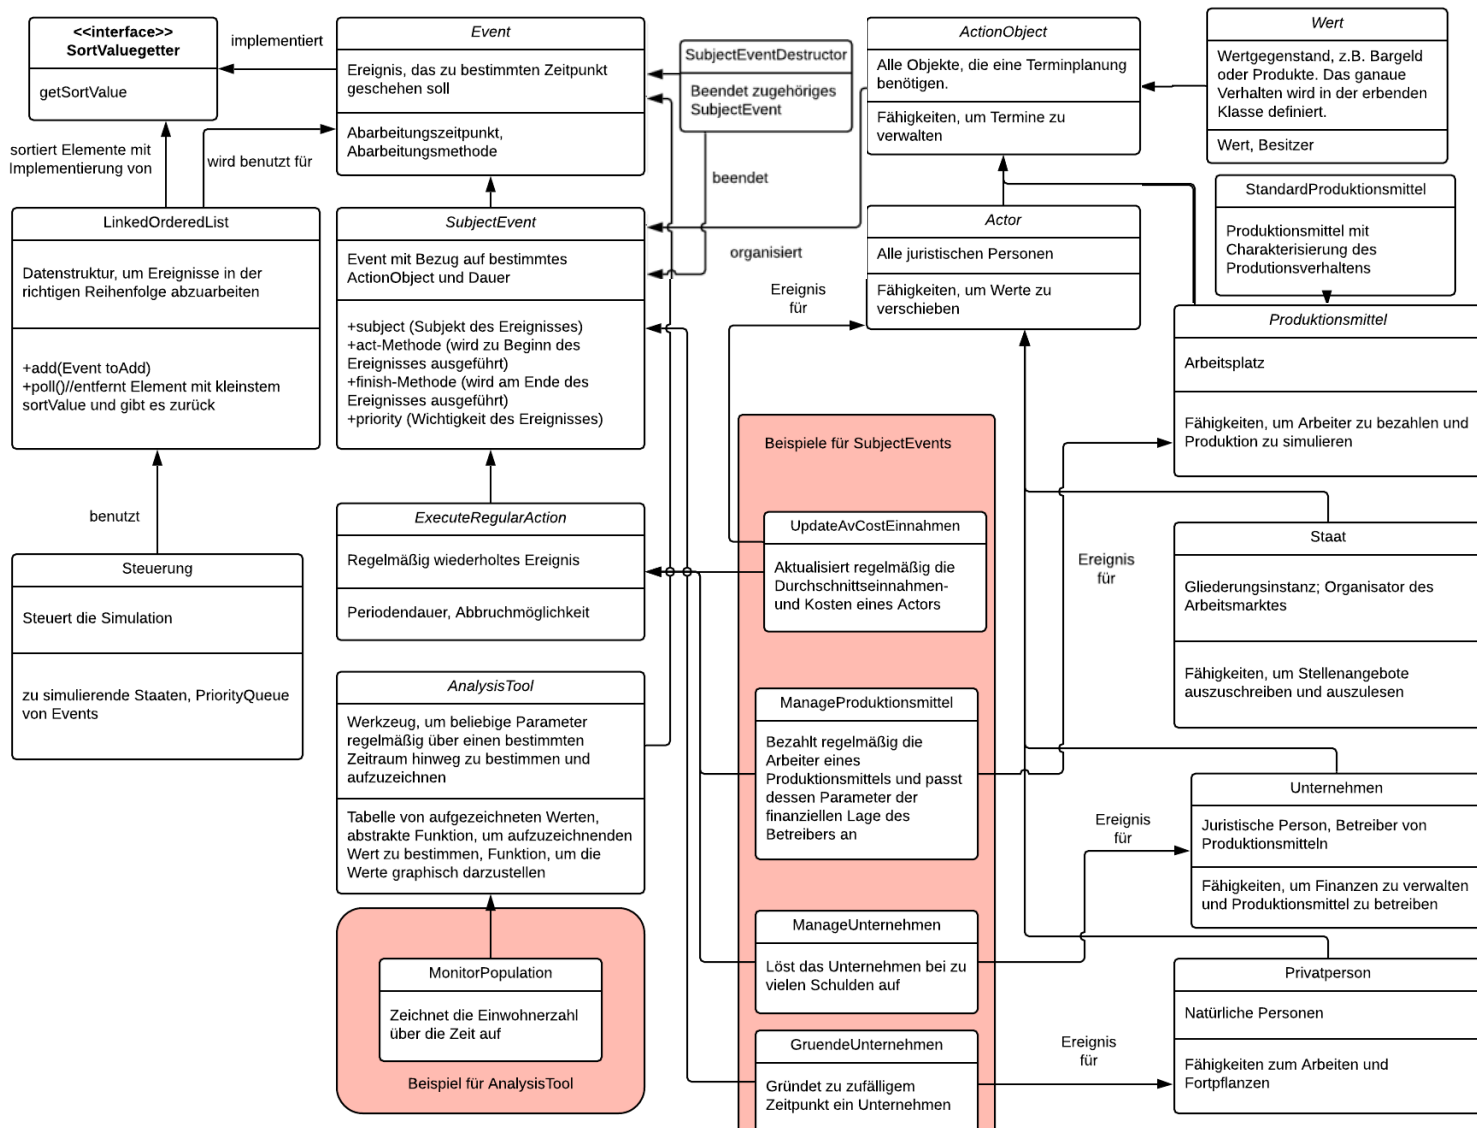 <<interface>>
SortValuegetter
getSortValue
implementiert
Event
Ereignis, das zu bestimmten Zeitpunkt
geschehen soll
Abarbeitungszeitpunkt,
Abarbeitungsmethode
SubjectEventDestructor
Beendet zugehöriges
SubjectEvent
ActionObject
Alle Objekte, die eine Terminplanung
benötigen.
Fähigkeiten, um Termine zu
verwalten
Wert
Wertgegenstand, z.B. Bargeld
oder Produkte. Das ganaue
Verhalten wird in der erbenden
Klasse definiert.
Wert, Besitzer
sortiert Elemente mit
Implementierung von
wird benutzt für
beendet
organisiert
StandardProduktionsmittel
Produktionsmittel mit
Charakterisierung des
Produtionsverhaltens
LinkedOrderedList
Datenstruktur, um Ereignisse in der
richtigen Reihenfolge abzuarbeiten
+add(Event toAdd)
+poll()//entfernt Element mit kleinstem
sortValue und gibt es zurück
SubjectEvent
Event mit Bezug auf bestimmtes
ActionObject und Dauer
+subject (Subjekt des Ereignisses)
+act-Methode (wird zu Beginn des
Ereignisses ausgeführt)
+finish-Methode (wird am Ende des
Ereignisses ausgeführt)
+priority (Wichtigkeit des Ereignisses)
Actor
Alle juristischen Personen
Fähigkeiten, um Werte zu
verschieben
Ereignis
für
Produktionsmittel
Arbeitsplatz
Fähigkeiten, um Arbeiter zu bezahlen und
Produktion zu simulieren
benutzt
Steuerung
Steuert die Simulation
zu simulierende Staaten, PriorityQueue
von Events
ExecuteRegularAction
Regelmäßig wiederholtes Ereignis
Periodendauer, Abbruchmöglichkeit
Beispiele für SubjectEvents
UpdateAvCostEinnahmen
Aktualisiert regelmäßig die
Durchschnittseinnahmen-
und Kosten eines Actors
Ereignis
für
Staat
Gliederungsinstanz; Organisator des
Arbeitsmarktes
Fähigkeiten, um Stellenangebote
auszuschreiben und auszulesen
AnalysisTool
Werkzeug, um beliebige Parameter
regelmäßig über einen bestimmten
Zeitraum hinweg zu bestimmen und
aufzuzeichnen
Tabelle von aufgezeichneten Werten,
abstrakte Funktion, um aufzuzeichnenden
Wert zu bestimmen, Funktion, um die
Werte graphisch darzustellen
ManageProduktionsmittel
Bezahlt regelmäßig die
Arbeiter eines
Produktionsmittels und passt
dessen Parameter der
finanziellen Lage des
Betreibers an
Ereignis
für
Unternehmen
Juristische Person, Betreiber von
Produktionsmitteln
Fähigkeiten, um Finanzen zu verwalten
und Produktionsmittel zu betreiben
MonitorPopulation
Zeichnet die Einwohnerzahl
über die Zeit auf
Beispiel für AnalysisTool
ManageUnternehmen
Löst das Unternehmen bei zu
vielen Schulden auf
GruendeUnternehmen
Gründet zu zufälligem
Zeitpunkt ein Unternehmen
Ereignis
für
Privatperson
Natürliche Personen
Fähigkeiten zum Arbeiten und
Fortpflanzen